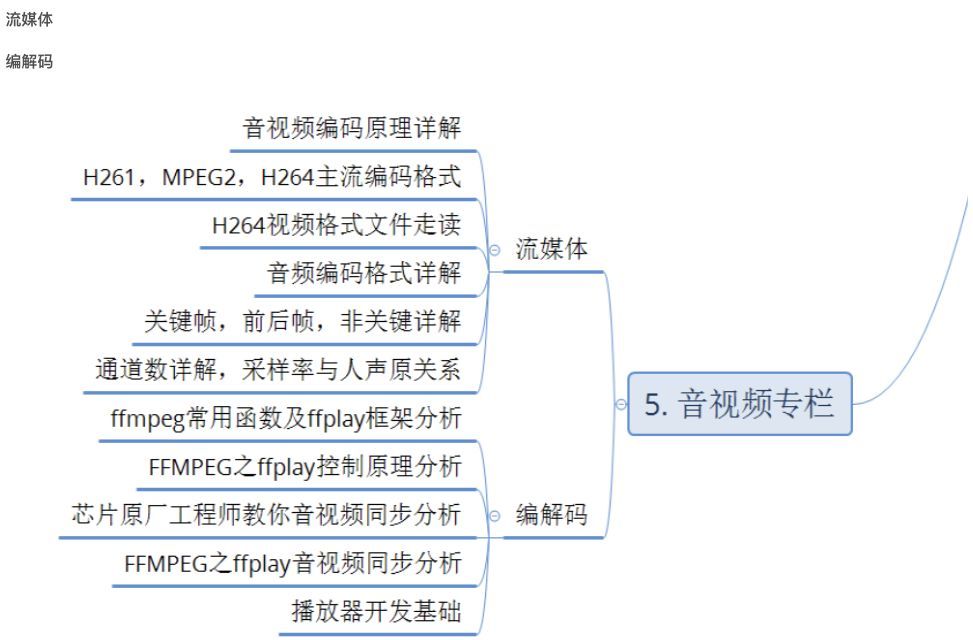 流媒体
编解码
音视频编码原理详解
H261，MPEG2，H264主流编码格式
H264视频格式文件走读
音频编码格式详解
关键帧，前后帧，非关键详解
通道数详解，采样率与人声原关系
流媒体
5. 音视频专栏
ffmpeg常用函数及ffplay框架分析
FFMPEG之ffplay控制原理分析
芯片原厂工程师教你音视频同步分析
FFMPEG之ffplay音视频同步分析
播放器开发基础
编解码